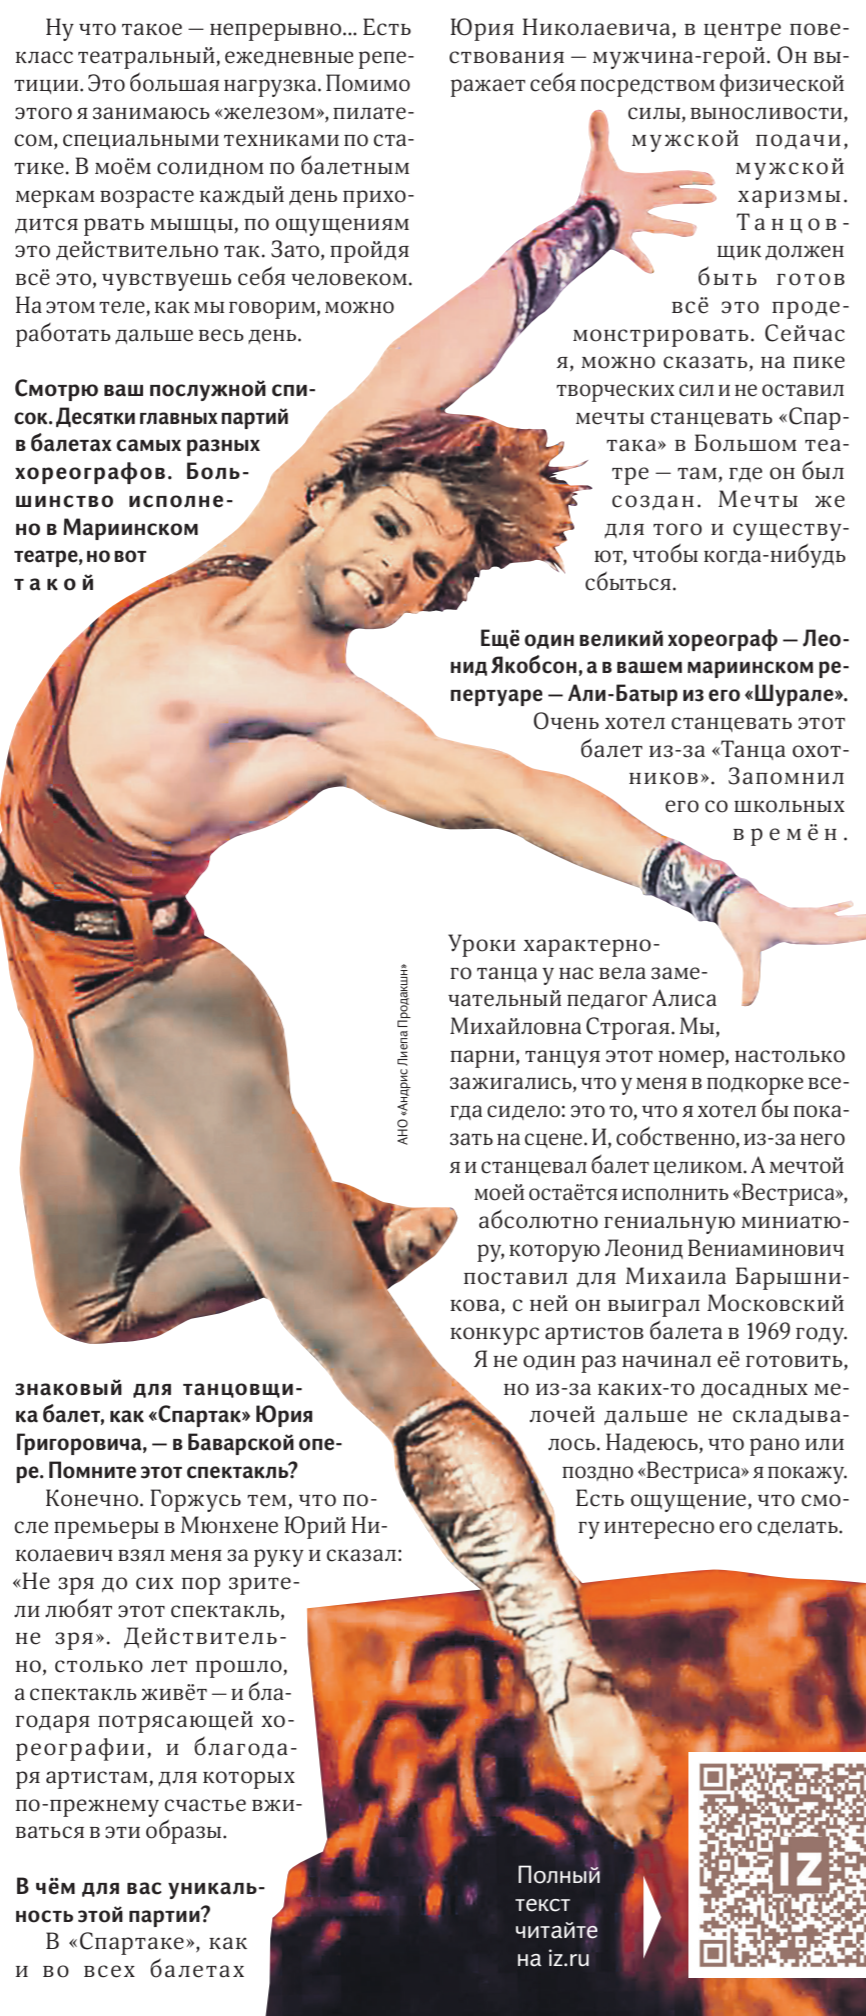 Ну что такое — непрерывно... Есть
класс театральный, ежедневные репе-
тиции. Это большая нагрузка. Помимо
этого я занимаюсь «железом», пилате-
сом, специальными техниками по ста-
тике. В моём солидном по балетным
меркам возрасте каждый день прихо-
дится рвать мышцы, по ощущениям
это действительно так. Зато, пройдя
всё это, чувствуешь себя человеком.
На этом теле, как мы говорим, можно
работать дальше весь день.
Смотрю ваш послужной спи-
сок. Десятки главных партий
в балетах самых разных
хореографов. Боль-
шинство исполне-
но в Мариинском
театре, но вот
такой
знаковый для танцовщи-
ка балет, как «Спартак» Юрия
Григоровича, — в Баварской опе-
ре. Помните этот спектакль?
Конечно. Горжусь тем, что по-
сле премьеры в Мюнхене Юрий Ни-
колаевич взял меня за руку и сказал:
«Не зря до сих пор зрите-
ли любят этот спектакль,
не зря». Действитель-
но, столько лет прошло,
а спектакль живёт — и бла-
годаря потрясающей хо-
реографии, и благода-
ря артистам, для которых
по-прежнему счастье вжи-
ваться в эти образы.
В чём для вас уникаль-
ность этой партии?
В «Спартаке», как
и во всех балетах
Юрия Николаевича, в центре пове-
ствования — мужчина-герой. Он вы-
ражает себя посредством физической
силы, выносливости,
мужской подачи,
мужской
харизмы.
Танцов-
щик должен
быть готов
всё это проде-
монстрировать. Сейчас
я, можно сказать, на пике
творческих сил и не оставил
мечты станцевать «Спар-
така» в Большом теа-
тре — там, где он был
создан. Мечты же
для того и существу-
ют, чтобы когда-нибудь
сбыться.
Ещё один великий хореограф — Лео-
нид Якобсон, а в вашем мариинском ре-
пертуаре — Али-Батыр из его «Шурале».
Очень хотел станцевать этот
балет из-за «Танца охот-
ников». Запомнил
его со школьных
времён.
Уроки характерно-
го танца у нас вела заме-
чательный педагог Алиса
Михайловна Строгая. Мы,
парни, танцуя этот номер, настолько
зажигались, что у меня в подкорке все-
гда сидело: это то, что я хотел бы пока-
зать на сцене. И, собственно, из-за него
я и станцевал балет целиком. А мечтой
моей остаётся исполнить «Вестриса»,
абсолютно гениальную миниатю-
ру, которую Леонид Вениаминович
поставил для Михаила Барышни-
кова, с ней он выиграл Московский
конкурс артистов балета в 1969 году.
Я не один раз начинал её готовить,
но из-за каких-то досадных ме-
лочей дальше не складыва-
лось. Надеюсь, что рано или
поздно «Вестриса» я покажу.
Есть ощущение, что смо-
гу интересно его сделать.
АНО «Андрис Лиепа Продакшн»
Полный
текст
читайте
на iz.ru
IZ